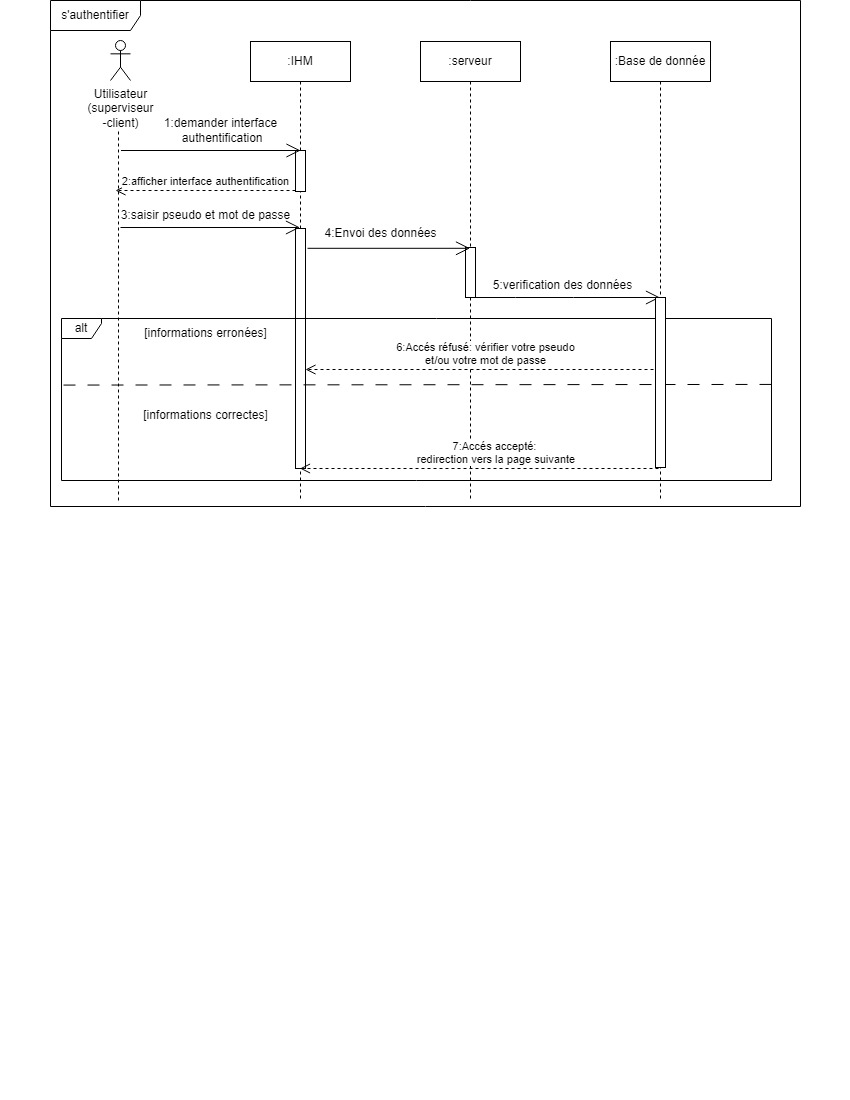 s'authentifier
:IHM
:serveur
:Base de donnée
Utilisateur
(superviseur
-client)
1:demander interface
authentification
2:afficher interface authentification
3:saisir pseudo et mot de passe
4:Envoi des données
5:verification des données
alt
[informations erronées]
6:Accés réfusé: vérifier votre pseudo
et/ou votre mot de passe
[informations correctes]
7:Accés accepté:
redirection vers la page suivante